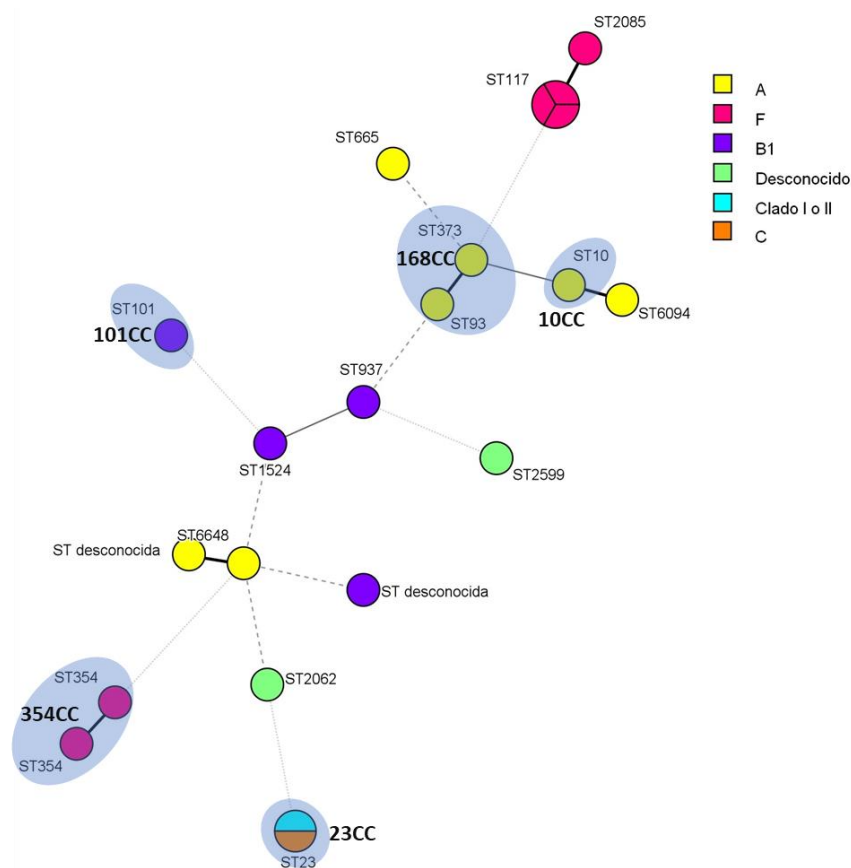 ST2085
ST117
A
F
B1
Desconocido
Clado I o II
C
ST665
ST373
168CC
ST10
ST93
10CC
ST6094
ST101
101CC
ST937
ST1524
ST2599
ST6648
ST desconocida
ST desconocida
ST354
ST2062
354CC
ST354
23CC
ST23